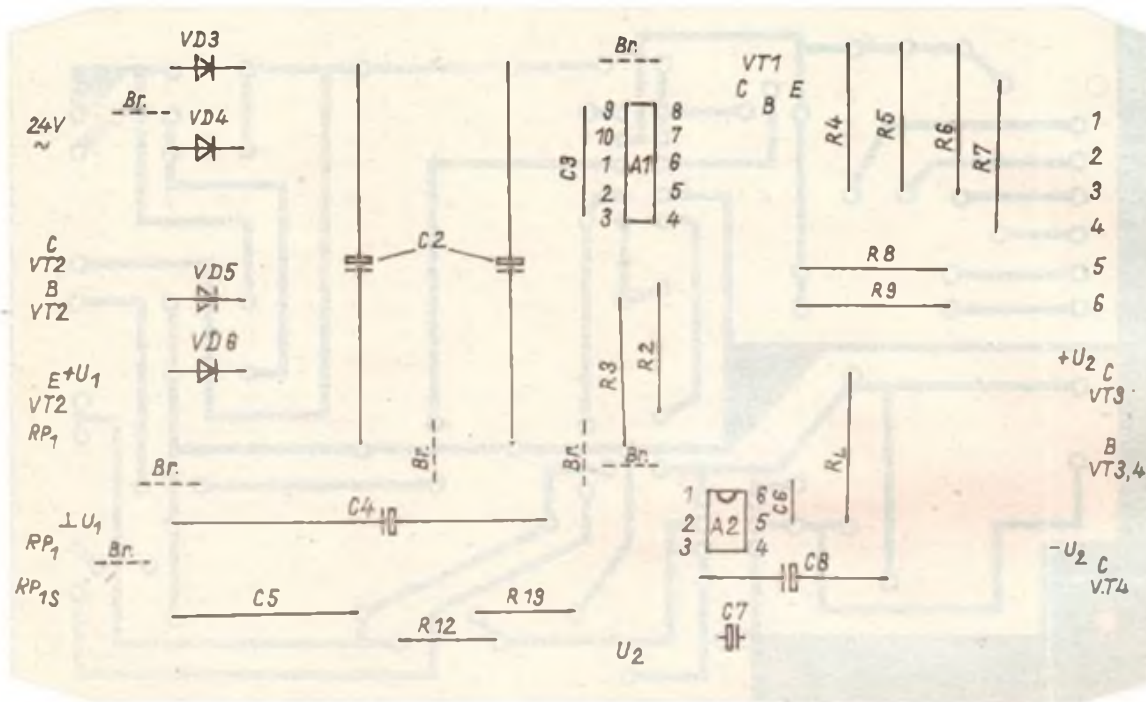 VD3
Br.
VD4
24V
~
C
VT2
B
VT2
VD5
VD6
E +U1
VT2
RP1
Br.
⊥U1
RP1
Br.
RP1S
C2
Br.
C4
C5
R12
R19
Br.
9 8
10 7
1 A1 6
2 5
3 4
C3
R3
R2
Br.
Br.
U2
VT1
C B E
R4
R5
R6
R7
R8
R9
1
2
3
4
5
6
+U2 C
VT3
B
VT3,4
-U2 C
VT4
RL
1 6
2 A2 5
3 4
C6
C8
C7